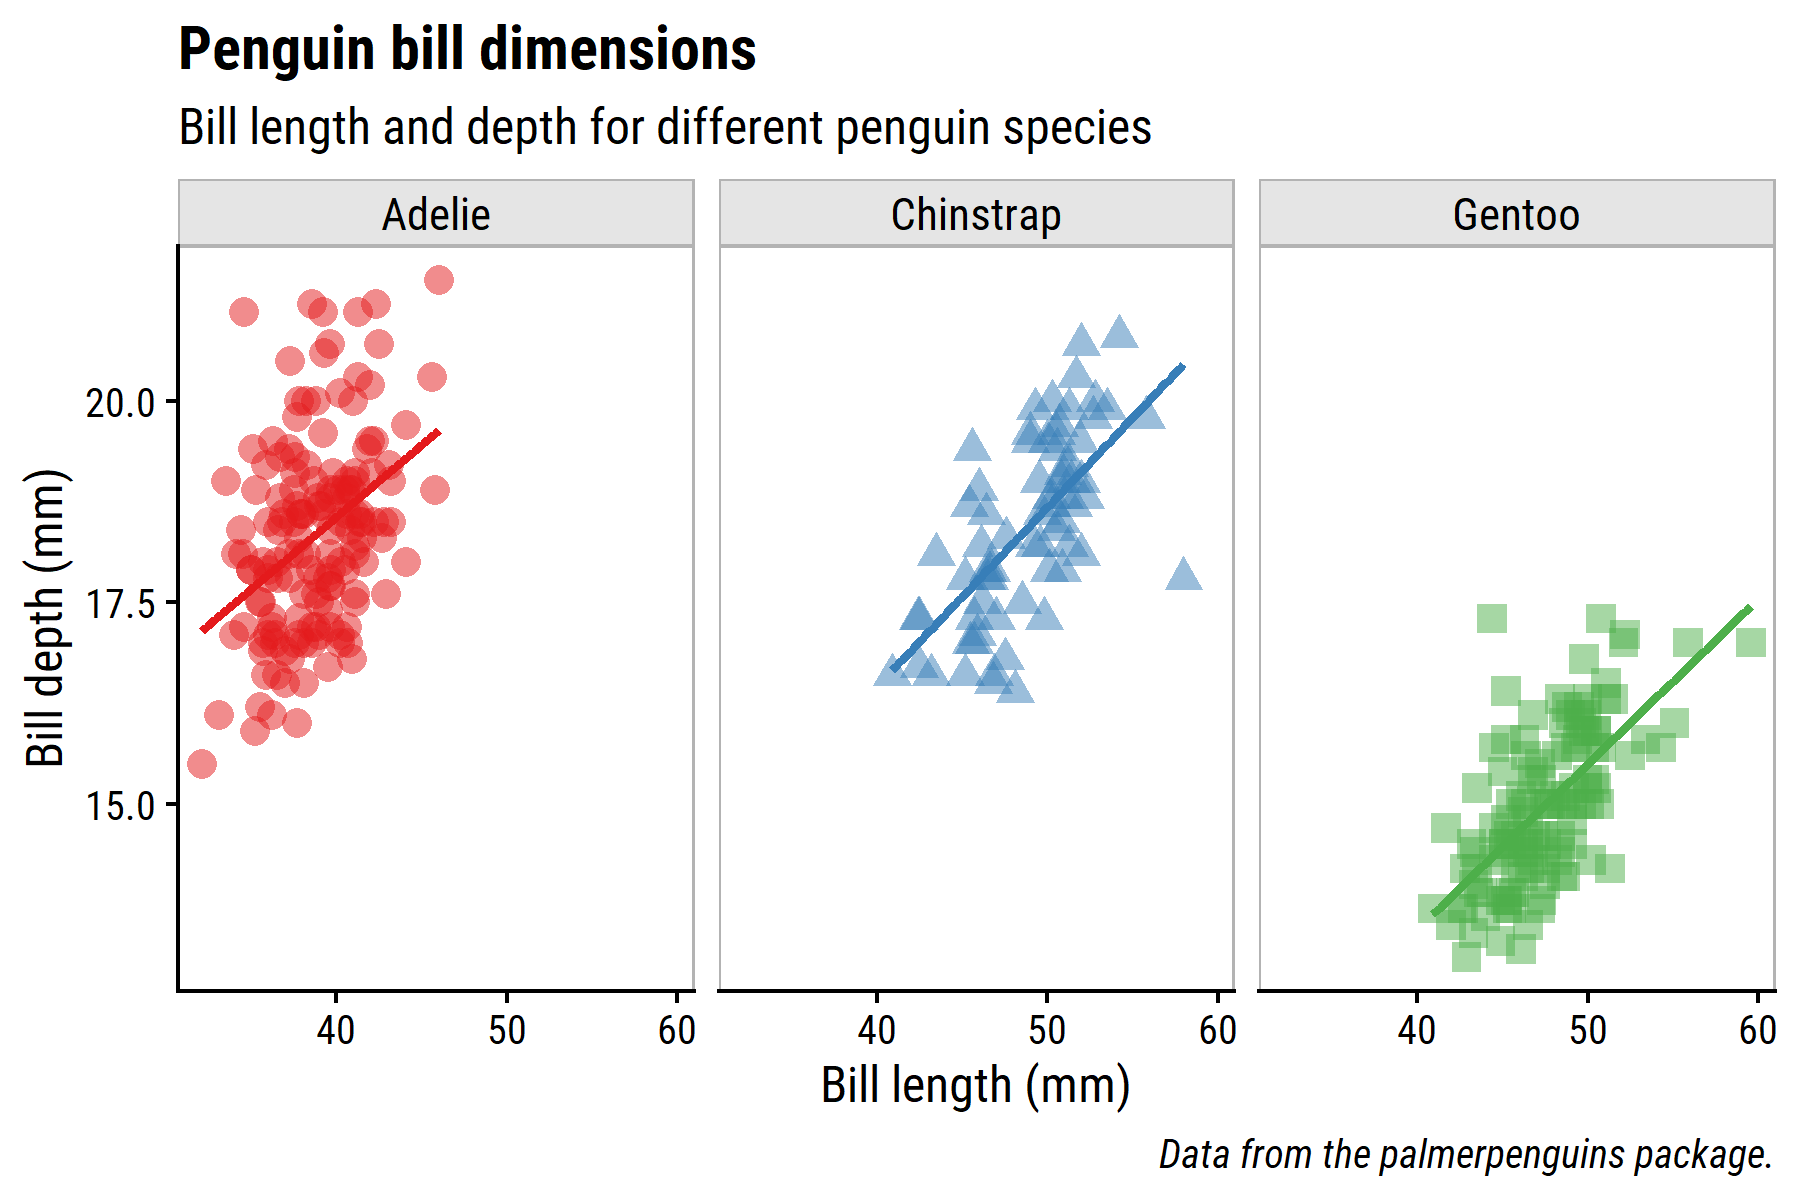 Penguin bill dimensions
Bill length and depth for different penguin species
Adelie
Chinstrap
Gentoo
Bill depth (mm)
20.0
17.5
15.0
40 50 60
40 50 60
40 50 60
Bill length (mm)
Data from the palmerpenguins package.